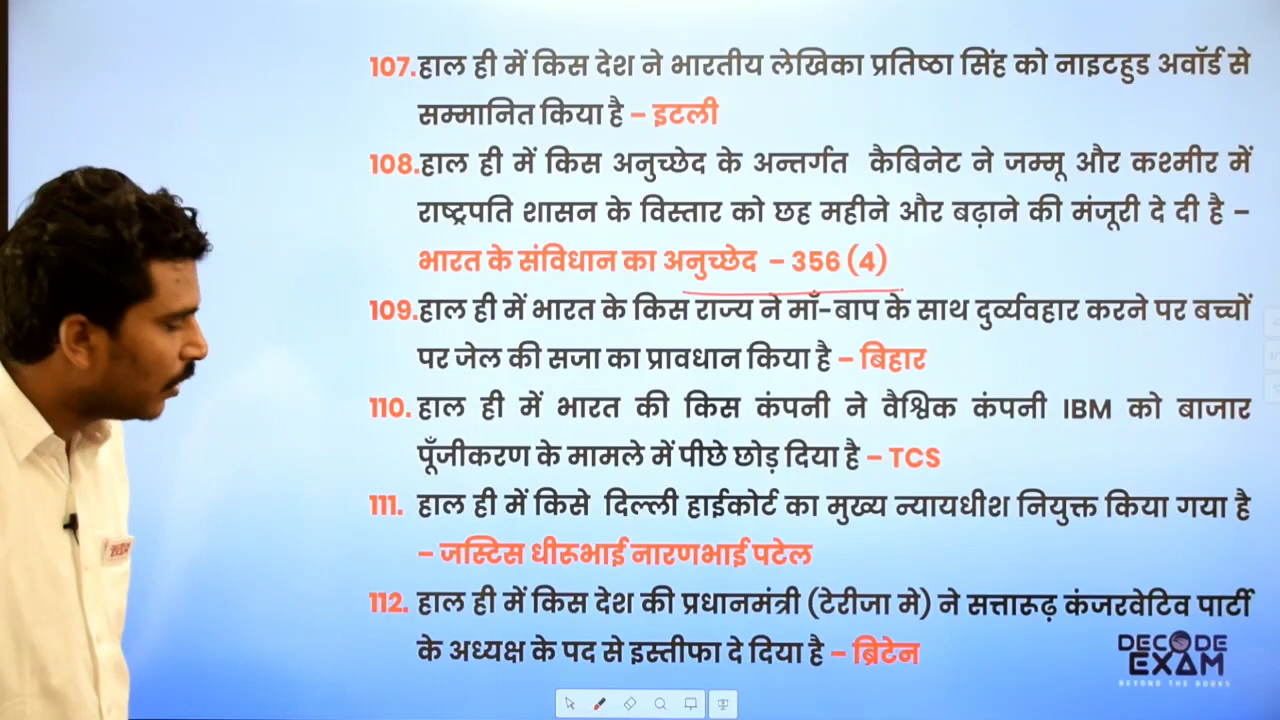 107.हाल ही में किस देश ने भारतीय लेखिका प्रतिष्ठा सिंह को नाइटहुड अवॉर्ड से
सम्मानित किया है – इटली
108.हाल ही में किस अनुच्छेद के अन्तर्गत कैबिनेट ने जम्मू और कश्मीर में
राष्ट्रपति शासन के विस्तार को छह महीने और बढ़ाने की मंजूरी दे दी है –
भारत के संविधान का अनुच्छेद – 356 (4)
109.हाल ही में भारत के किस राज्य ने माँ-बाप के साथ दुर्व्यवहार करने पर बच्चों
पर जेल की सजा का प्रावधान किया है – बिहार
110. हाल ही में भारत की किस कंपनी ने वैश्विक कंपनी IBM को बाजार
पूँजीकरण के मामले में पीछे छोड़ दिया है – TCS
111. हाल ही में किसे दिल्ली हाईकोर्ट का मुख्य न्यायधीश नियुक्त किया गया है
– जस्टिस धीरूभाई नारणभाई पटेल
112. हाल ही में किस देश की प्रधानमंत्री (टेरीजा मे) ने सत्तारूढ़ कंजरवेटिव पार्टी
के अध्यक्ष के पद से इस्तीफा दे दिया है – ब्रिटेन
DECODE
EXAM
BEYOND THE BOOKS